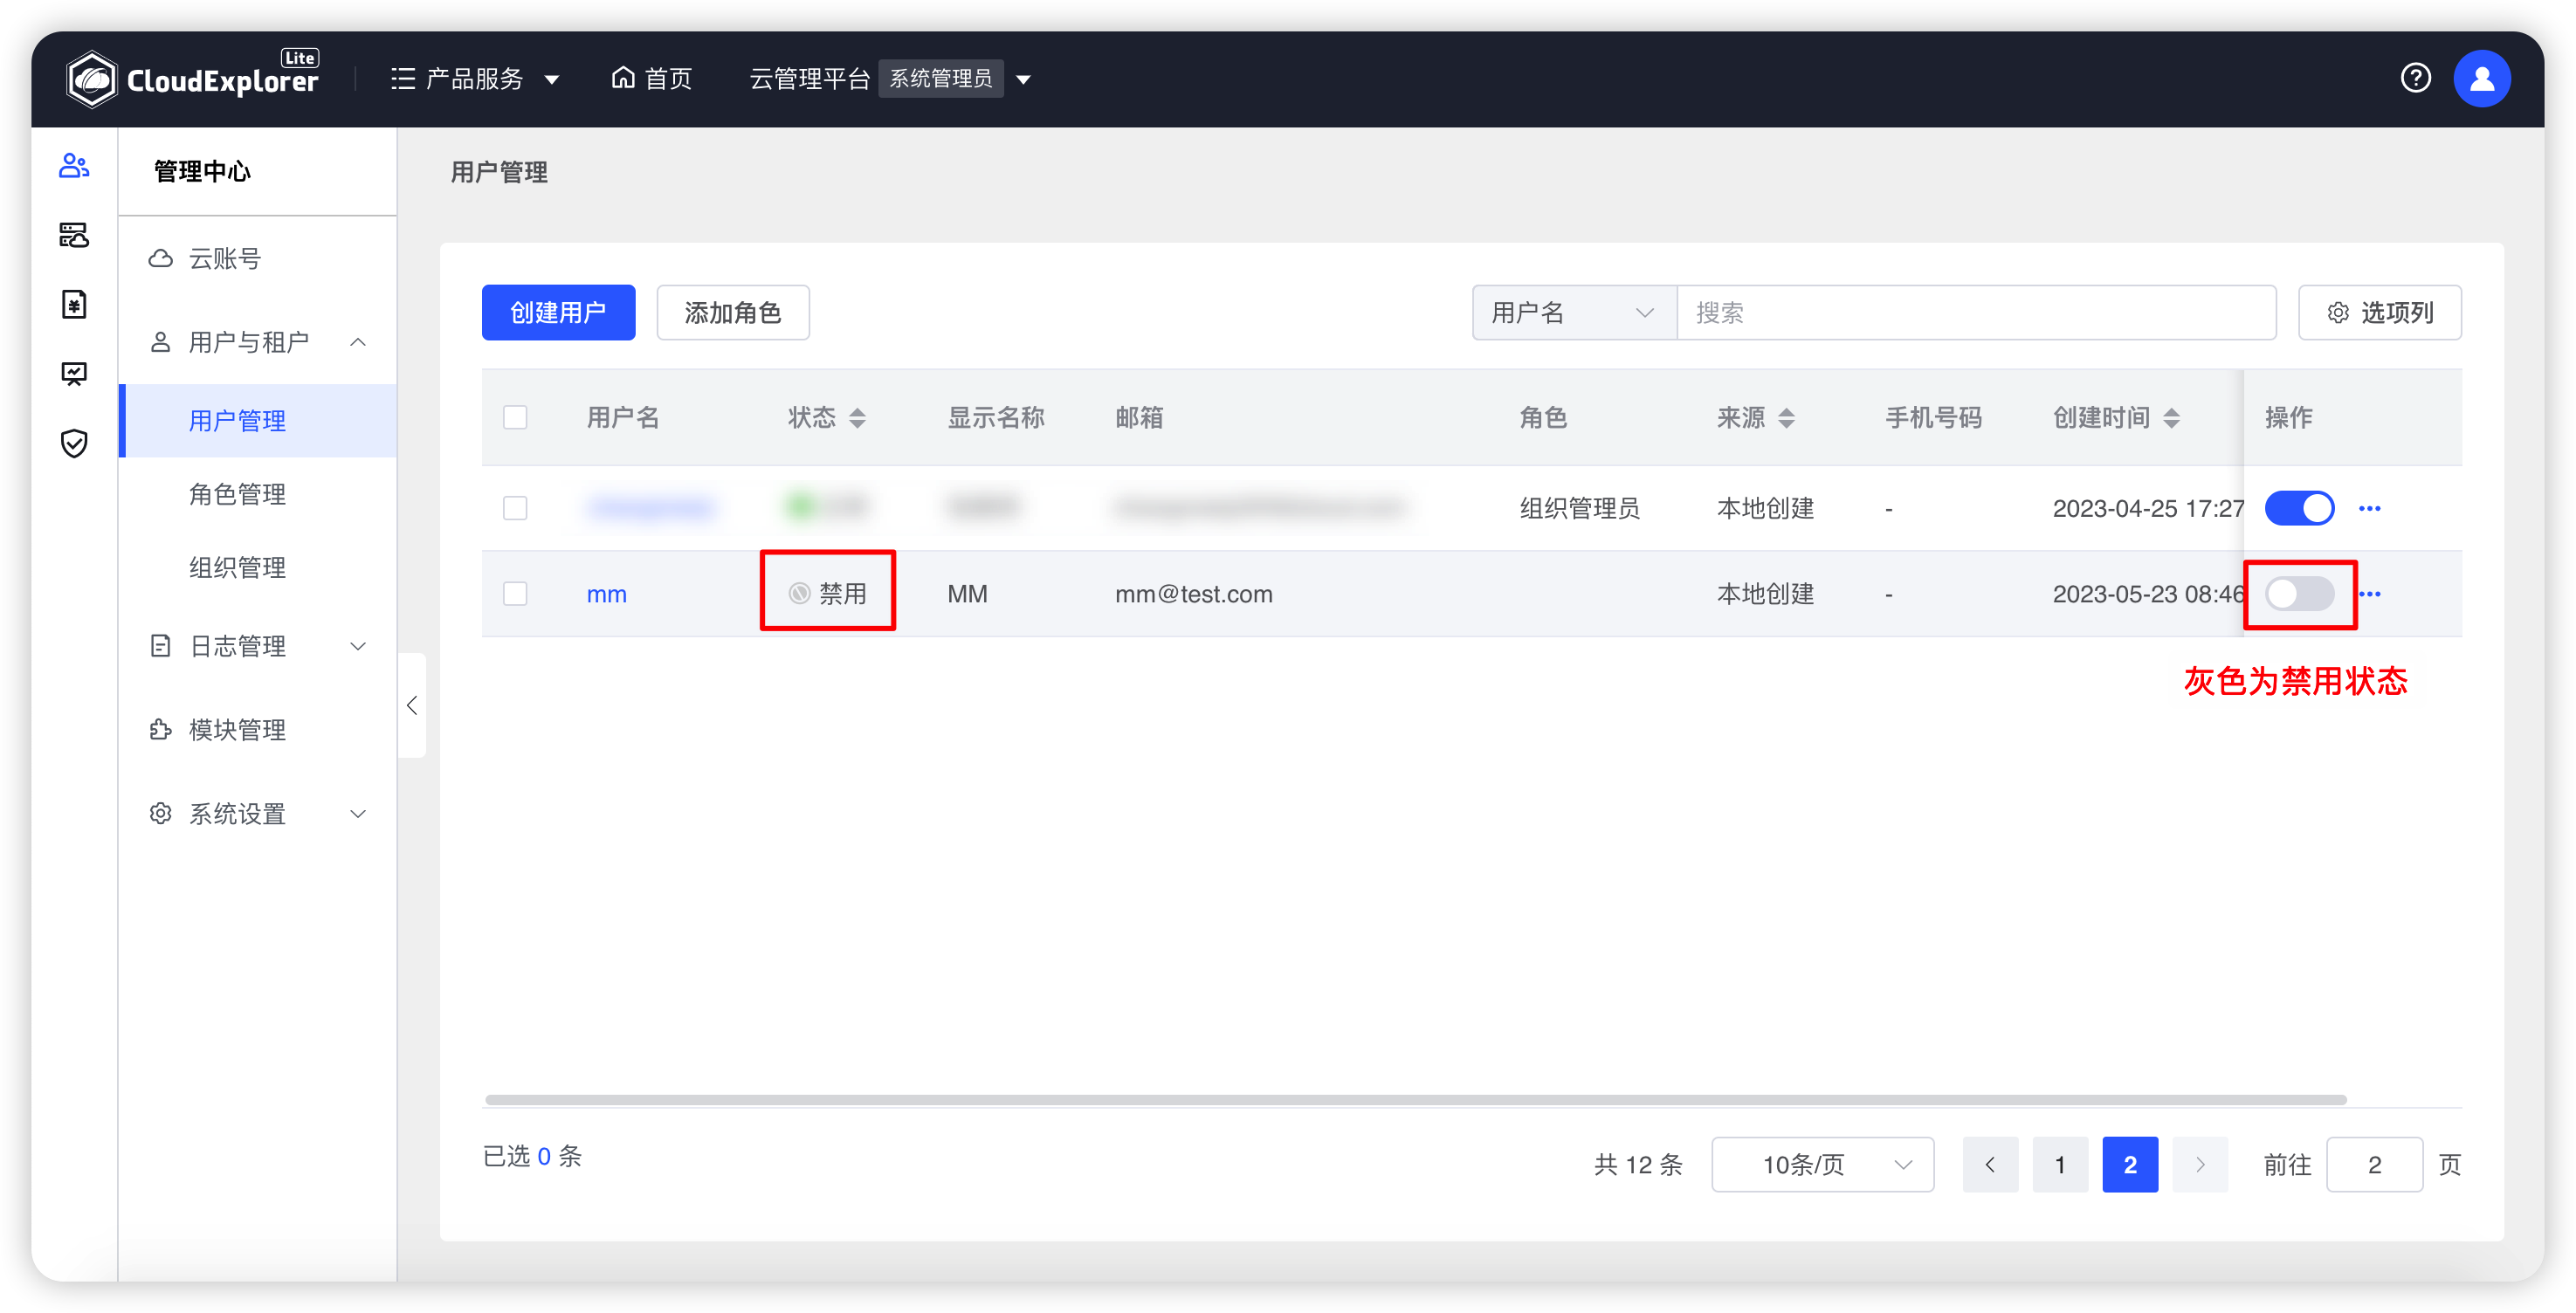 CloudExplorer Lite 产品服务 首页 云管理平台 系统管理员
管理中心
用户管理
云账号
用户与租户
用户管理
角色管理
组织管理
日志管理
模块管理
系统设置
创建用户 添加角色 用户名 搜索 选项列
用户名 状态 显示名称 邮箱 角色 来源 手机号码 创建时间 操作
组织管理员 本地创建 - 2023-04-25 17:27
mm 禁用 MM mm@test.com 本地创建 - 2023-05-23 08:46
灰色为禁用状态
已选 0 条 共 12 条 10条/页 1 2 前往 2 页